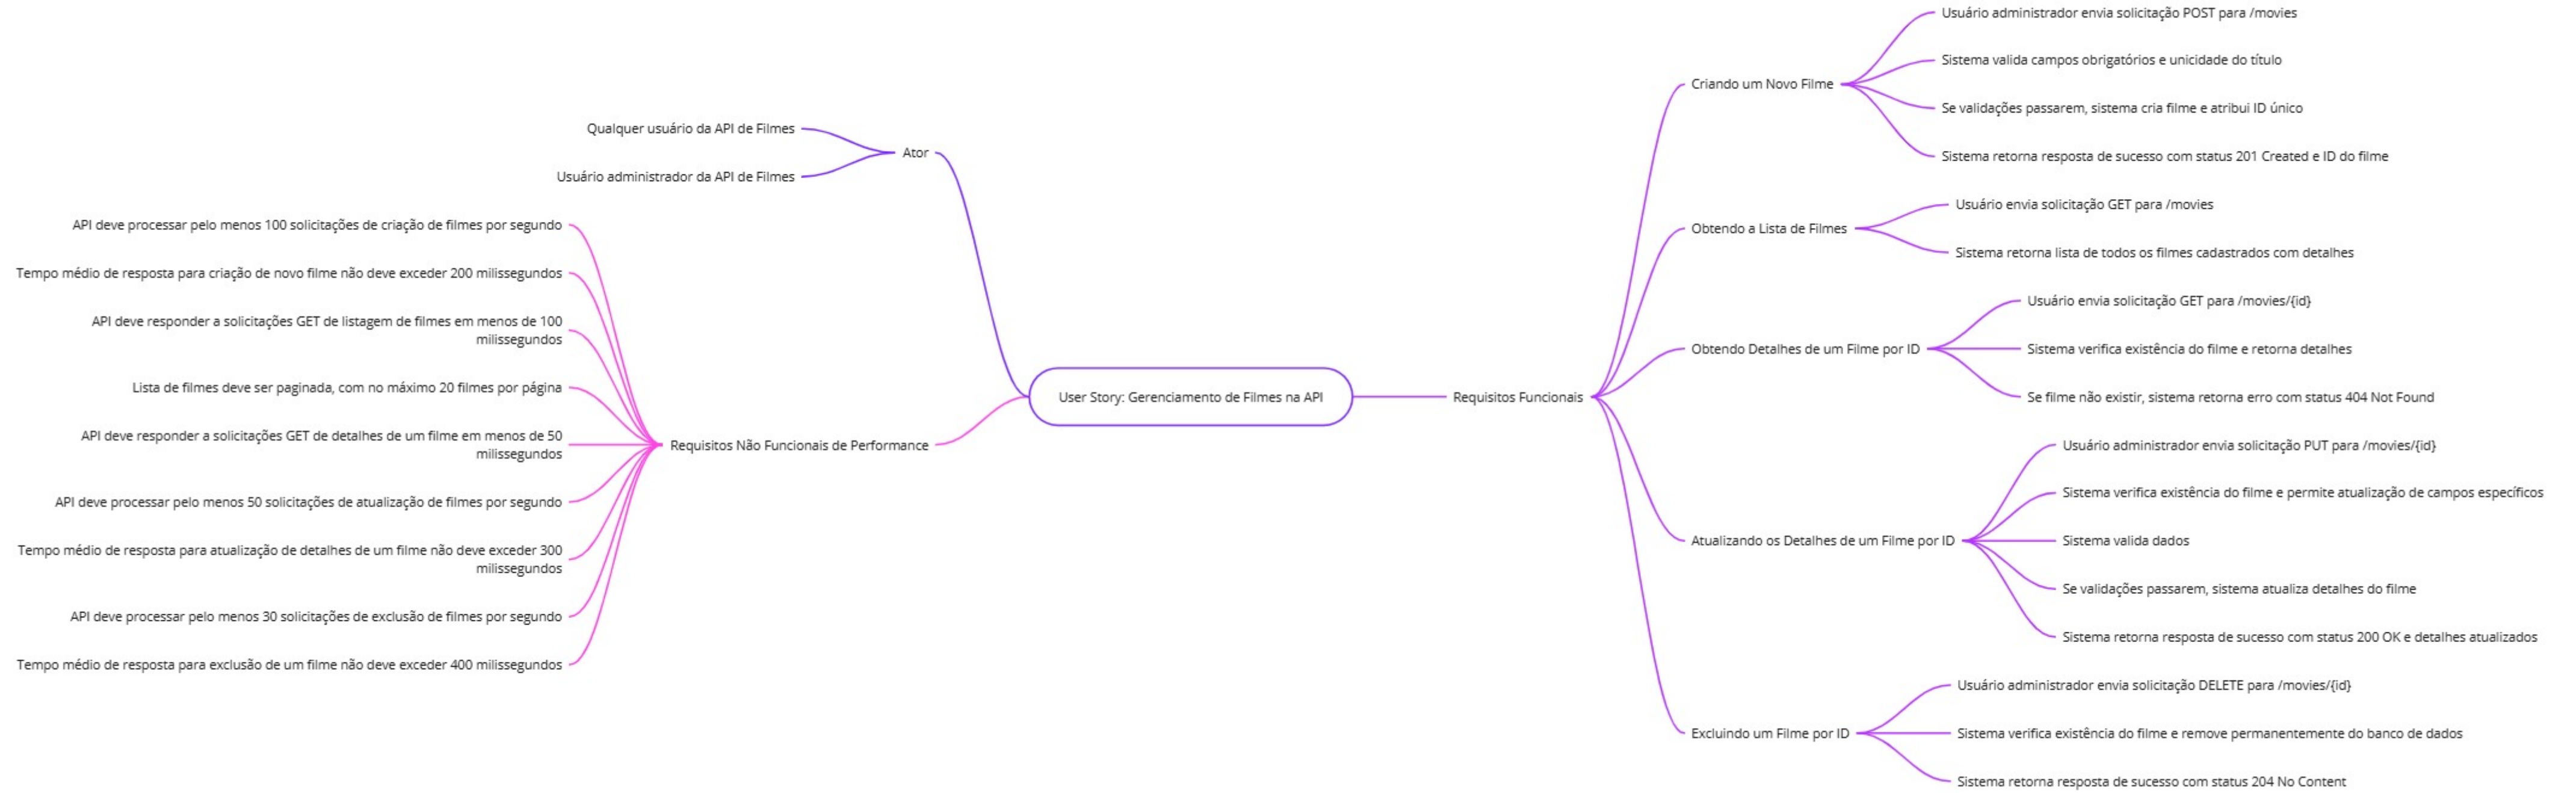 User Story: Gerenciamento de Filmes na API
Ator
Qualquer usuário da API de Filmes
Usuário administrador da API de Filmes
Requisitos Não Funcionais de Performance
API deve processar pelo menos 100 solicitações de criação de filmes por segundo
Tempo médio de resposta para criação de novo filme não deve exceder 200 milissegundos
API deve responder a solicitações GET de listagem de filmes em menos de 100
milissegundos
Lista de filmes deve ser paginada, com no máximo 20 filmes por página
API deve responder a solicitações GET de detalhes de um filme em menos de 50
milissegundos
API deve processar pelo menos 50 solicitações de atualização de filmes por segundo
Tempo médio de resposta para atualização de detalhes de um filme não deve exceder 300
milissegundos
API deve processar pelo menos 30 solicitações de exclusão de filmes por segundo
Tempo médio de resposta para exclusão de um filme não deve exceder 400 milissegundos
Requisitos Funcionais
Criando um Novo Filme
Usuário administrador envia solicitação POST para /movies
Sistema valida campos obrigatórios e unicidade do título
Se validações passarem, sistema cria filme e atribui ID único
Sistema retorna resposta de sucesso com status 201 Created e ID do filme
Obtendo a Lista de Filmes
Usuário envia solicitação GET para /movies
Sistema retorna lista de todos os filmes cadastrados com detalhes
Obtendo Detalhes de um Filme por ID
Usuário envia solicitação GET para /movies/{id}
Sistema verifica existência do filme e retorna detalhes
Se filme não existir, sistema retorna erro com status 404 Not Found
Atualizando os Detalhes de um Filme por ID
Usuário administrador envia solicitação PUT para /movies/{id}
Sistema verifica existência do filme e permite atualização de campos específicos
Sistema valida dados
Se validações passarem, sistema atualiza detalhes do filme
Sistema retorna resposta de sucesso com status 200 OK e detalhes atualizados
Excluindo um Filme por ID
Usuário administrador envia solicitação DELETE para /movies/{id}
Sistema verifica existência do filme e remove permanentemente do banco de dados
Sistema retorna resposta de sucesso com status 204 No Content